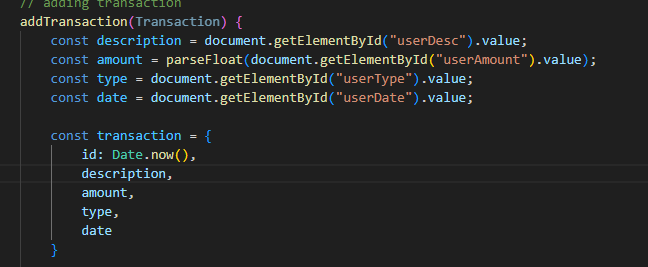 // adding transaction
addTransaction(Transaction) {
const description = document.getElementById("userDesc").value;
const amount = parseFloat(document.getElementById("userAmount").value);
const type = document.getElementById("userType").value;
const date = document.getElementById("userDate").value;
const transaction = {
id: Date.now(),
description,
amount,
type,
date
}